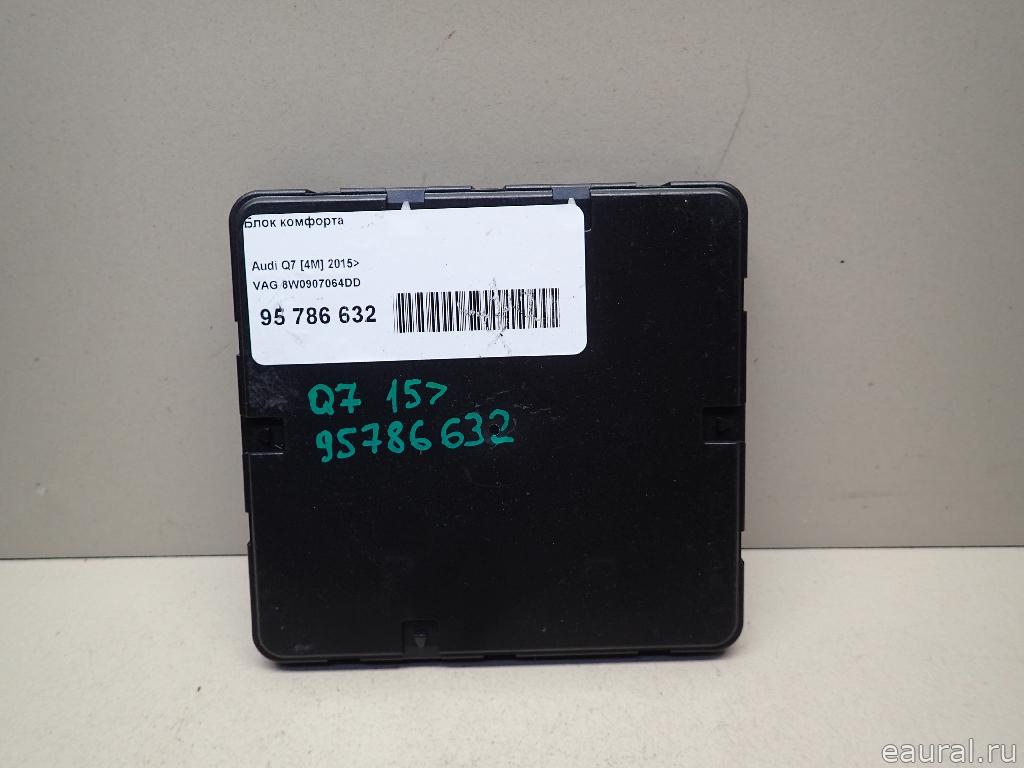 Блок комфорта
Audi Q7 [4M] 2015>
VAG 8W0907064DD
95 786 632
Q7 15>
95786632
eaural.ru